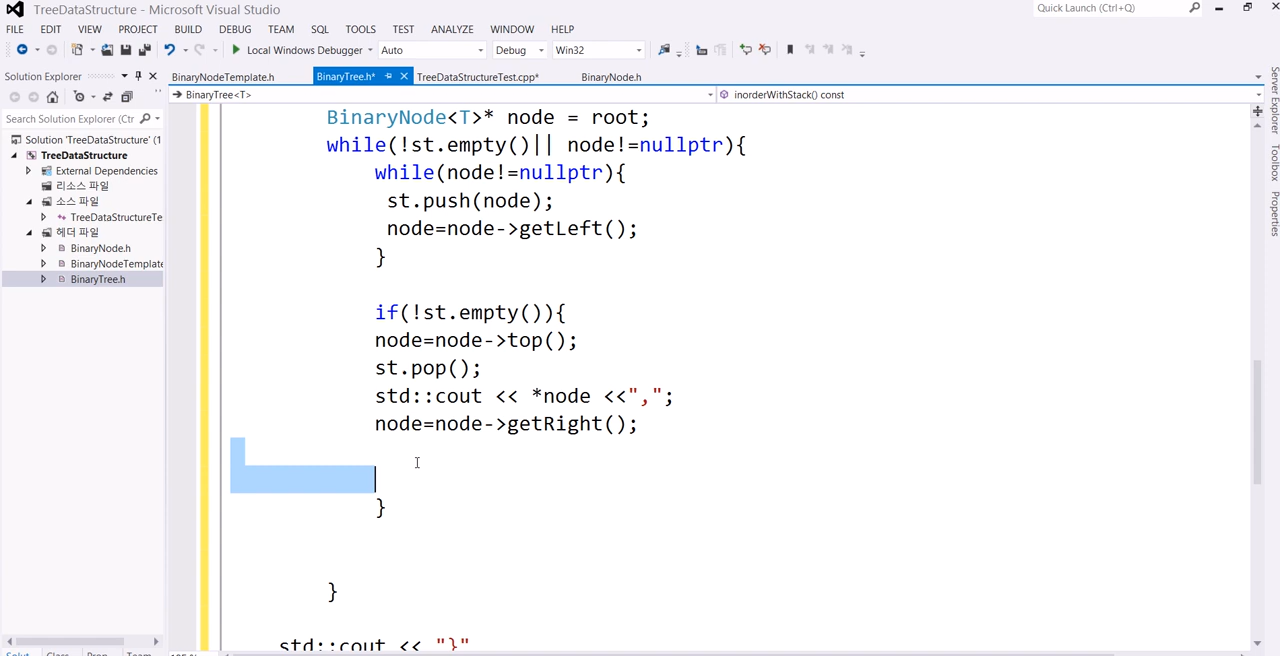 TreeDataStructure - Microsoft Visual Studio
Quick Launch (Ctrl+Q)
FILE EDIT VIEW PROJECT BUILD DEBUG TEAM SQL TOOLS TEST ANALYZE WINDOW HELP
Local Windows Debugger Auto Debug Win32
Solution Explorer
BinaryNodeTemplate.h BinaryTree.h* TreeDataStructureTest.cpp* BinaryNode.h
BinaryTree<T> inorderWithStack() const
Search Solution Explorer (Ctr
Solution 'TreeDataStructure' (1
TreeDataStructure
External Dependencies
리소스 파일
소스 파일
TreeDataStructureTe
헤더 파일
BinaryNode.h
BinaryNodeTemplate
BinaryTree.h
BinaryNode<T>* node = root;
while(!st.empty()|| node!=nullptr){
while(node!=nullptr){
st.push(node);
node=node->getLeft();
}
if(!st.empty()){
node=node->top();
st.pop();
std::cout << *node <<",";
node=node->getRight();
}
}
std::cout << "}"
Server Explorer
Toolbox
Properties